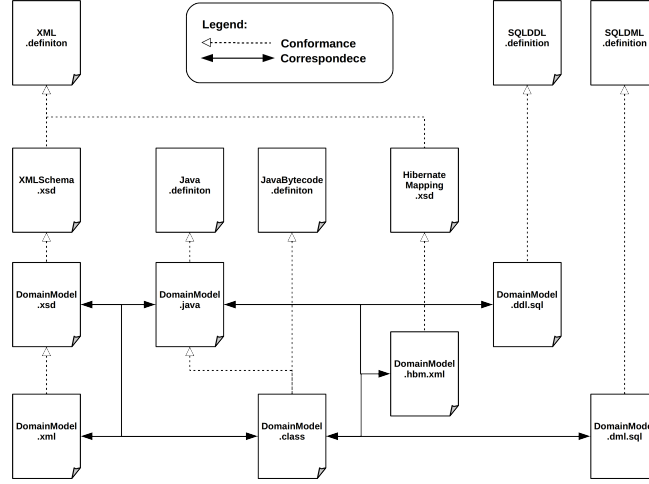 XML
.definiton
Legend:
Conformance
Correspondece
SQLDDL
.definition
SQLDML
.definition
XMLSchema
.xsd
Java
.definiton
JavaBytecode
.definiton
Hibernate
Mapping
.xsd
DomainModel
.xsd
DomainModel
.java
DomainModel
.ddl.sql
DomainModel
.hbm.xml
DomainModel
.xml
DomainModel
.class
DomainMode
.dml.sql